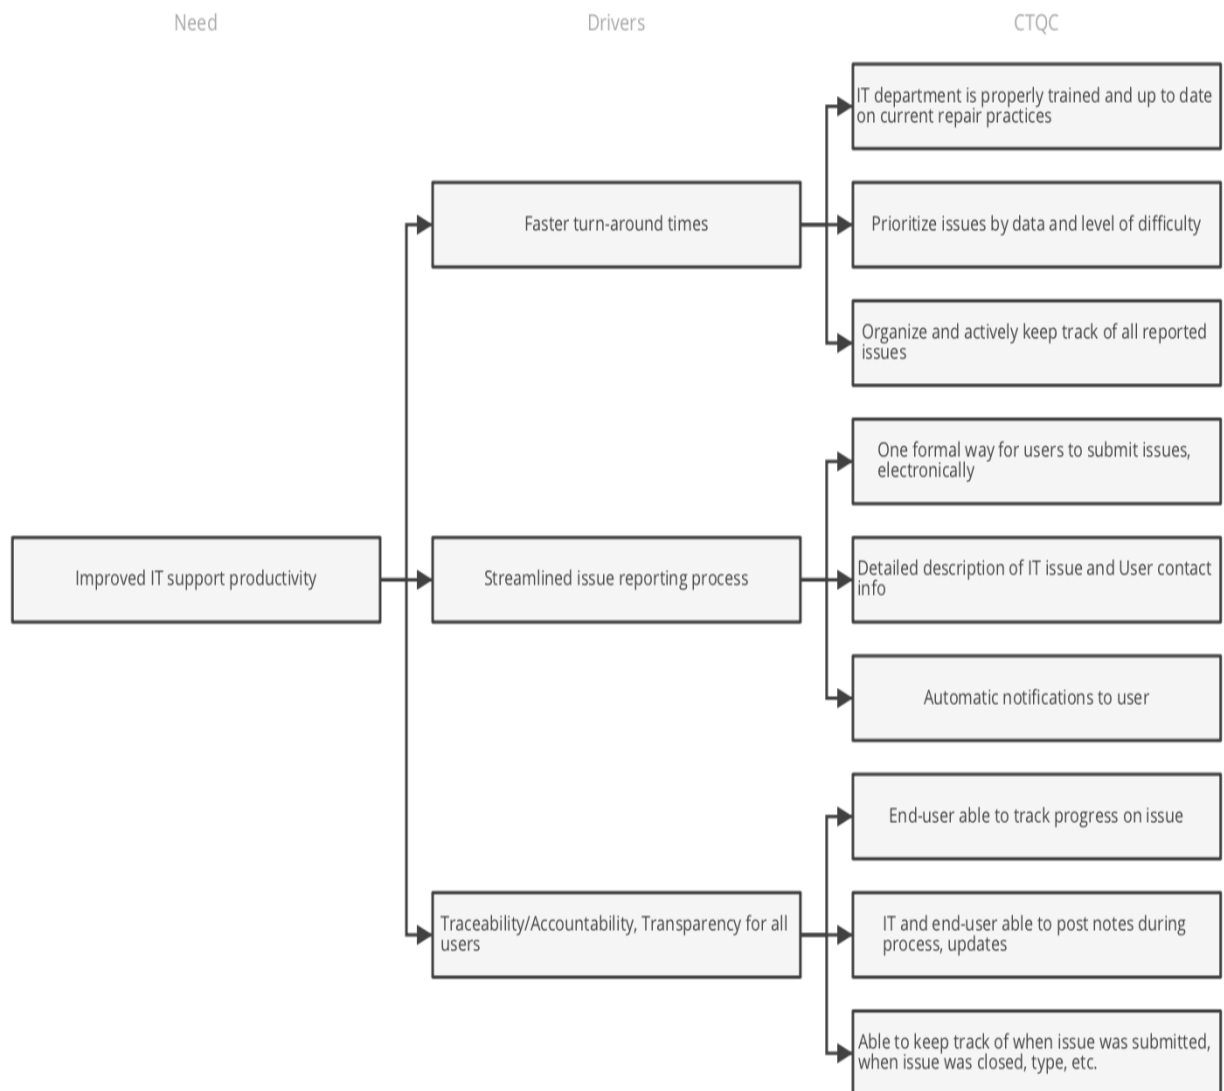 Need
Drivers
CTQC
IT department is properly trained and up to date
on current repair practices
Faster turn-around times
Prioritize issues by data and level of difficulty
Organize and actively keep track of all reported
issues
One formal way for users to submit issues,
electronically
Improved IT support productivity
Streamlined issue reporting process
Detailed description of IT issue and User contact
info
Automatic notifications to user
End-user able to track progress on issue
Traceability/Accountability, Transparency for all
users
IT and end-user able to post notes during
process, updates
Able to keep track of when issue was submitted,
when issue was closed, type, etc.